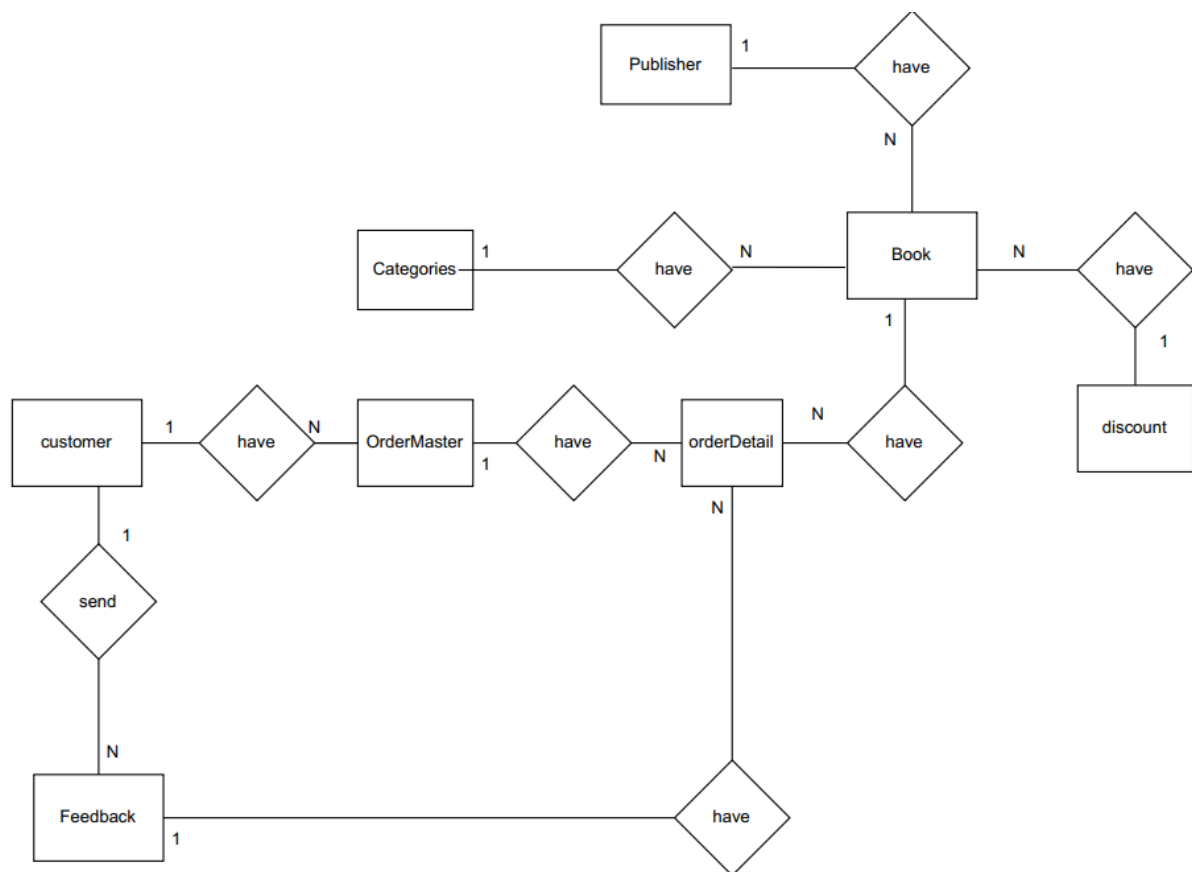 1
Publisher
have
N
Categories
1
have
N
Book
N
have
1
1
discount
customer
1
have
N
OrderMaster
1
have
N
orderDetail
N
have
N
1
send
N
Feedback
1
have